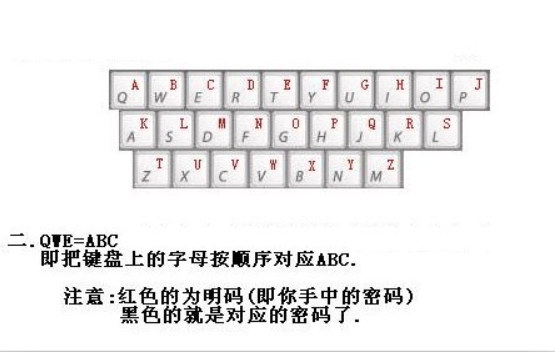 A B C D E F G H I J
Q W E R T Y U I O P
K L M N O P Q R S
A S D F G H J K L
T U V W X Y Z
Z X C V B N M
二.QWE=ABC
即把键盘上的字母按顺序对应ABC.
注意:红色的为明码(即你手中的密码)
黑色的就是对应的密码了.